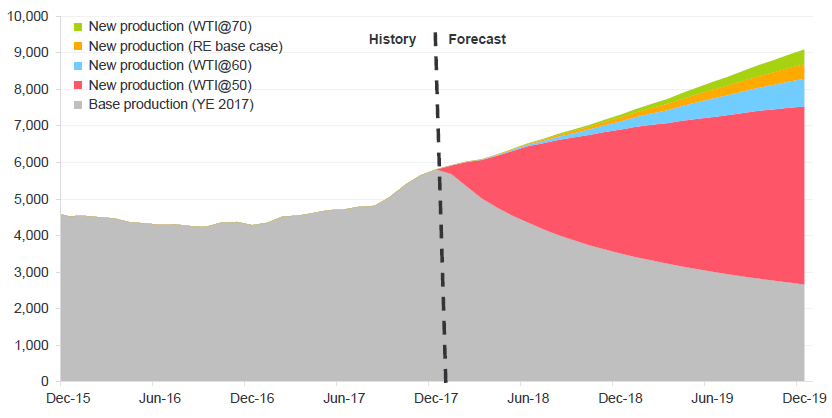 10,000
9,000
8,000
7,000
6,000
5,000
4,000
3,000
2,000
1,000
0
New production (WTI@70)
New production (RE base case)
New production (WTI@60)
New production (WTI@50)
Base production (YE 2017)
History Forecast
Dec-15 Jun-16 Dec-16 Jun-17 Dec-17 Jun-18 Dec-18 Jun-19 Dec-19